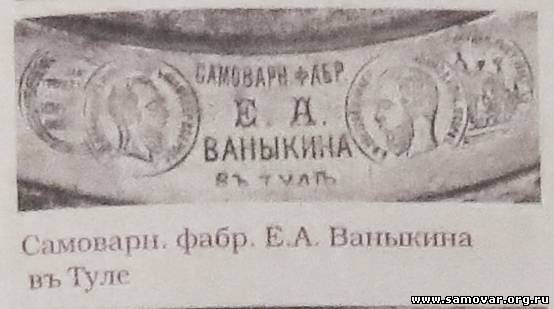 САМОВАРН. ФАБР.
Е. А.
ВАНЫКИНА
ВЪ ТУЛѢ
Самоварн. фабр. Е.А. Ваныкина
въ Туле
www.samovar.org.ru